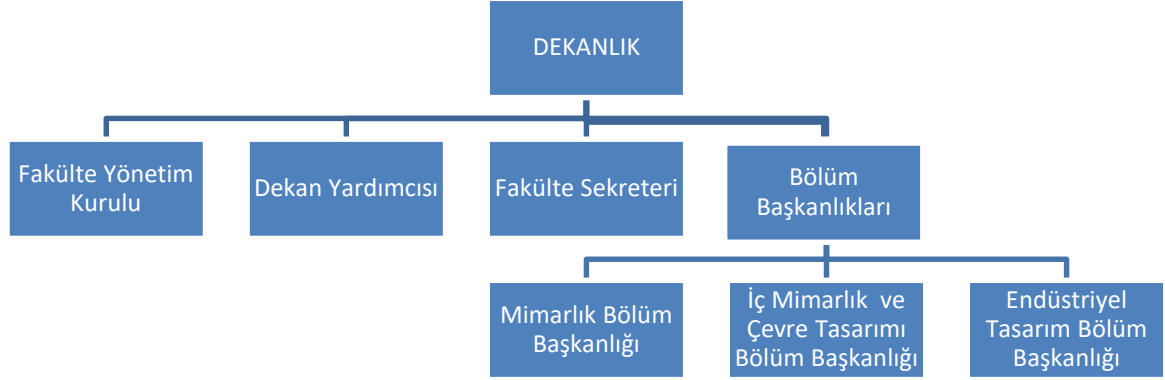 DEKANLIK
Fakülte Yönetim
Kurulu
Dekan Yardımcısı
Fakülte Sekreteri
Bölüm
Başkanlıkları
Mimarlık Bölüm
Başkanlığı
İç Mimarlık ve
Çevre Tasarımı
Bölüm Başkanlığı
Endüstriyel
Tasarım Bölüm
Başkanlığı